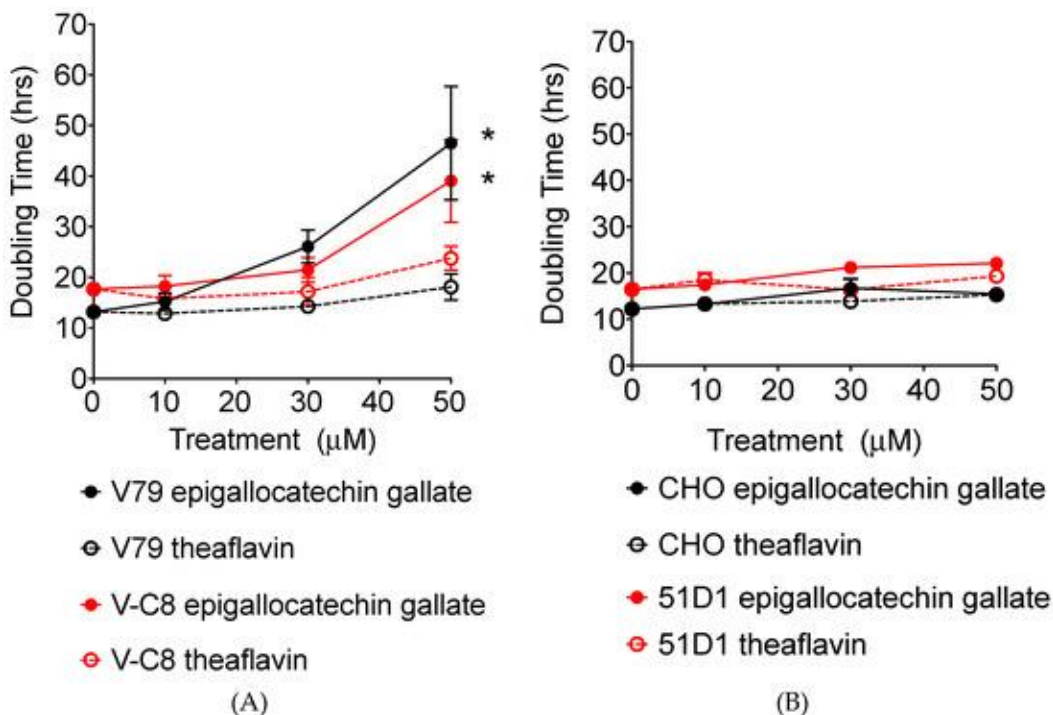 70
60
50
40
30
20
10
0
Doubling Time (hrs)
*
*
0 10 20 30 40 50
Treatment (μM)
V79 epigallocatechin gallate
V79 theaflavin
V-C8 epigallocatechin gallate
V-C8 theaflavin
(A)
70
60
50
40
30
20
10
0
Doubling Time (hrs)
0 10 20 30 40 50
Treatment (μM)
CHO epigallocatechin gallate
CHO theaflavin
51D1 epigallocatechin gallate
51D1 theaflavin
(B)